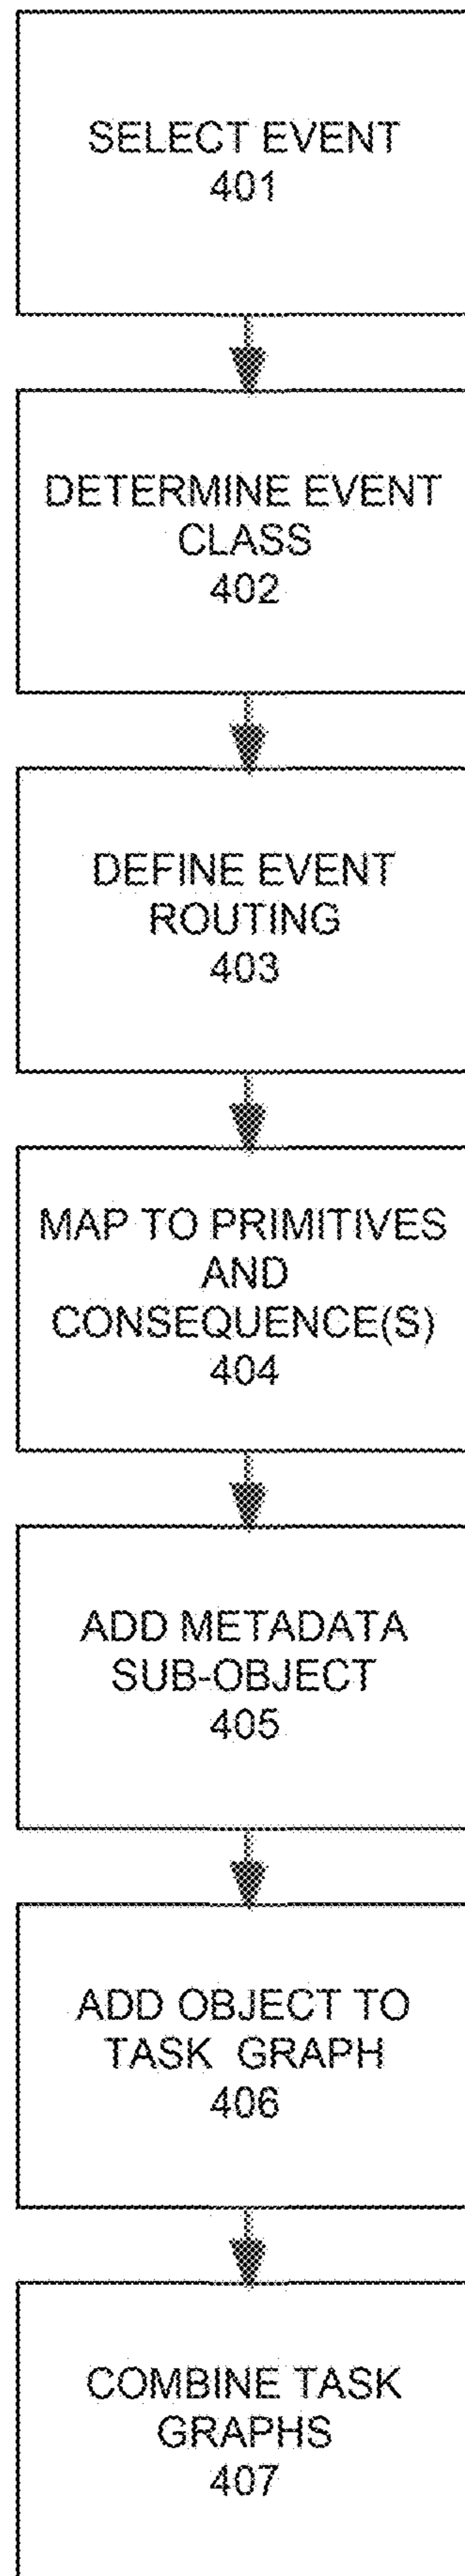 SELECT EVENT
401
DETERMINE EVENT
CLASS
402
DEFINE EVENT
ROUTING
403
MAP TO PRIMITIVES
AND
CONSEQUENCE(S)
404
ADD METADATA
SUB-OBJECT
405
ADD OBJECT TO
TASK GRAPH
406
COMBINE TASK
GRAPHS
407